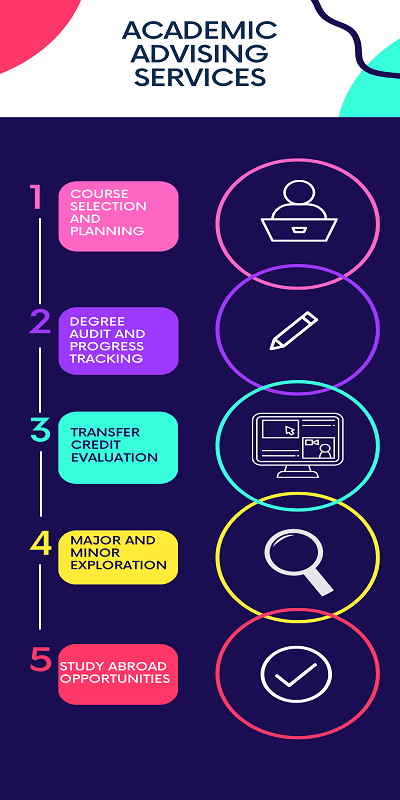 ACADEMIC
ADVISING
SERVICES
1
COURSE
SELECTION
AND
PLANNING
2
DEGREE
AUDIT AND
PROGRESS
TRACKING
3
TRANSFER
CREDIT
EVALUATION
4
MAJOR AND
MINOR
EXPLORATION
5
STUDY ABROAD
OPPORTUNITIES